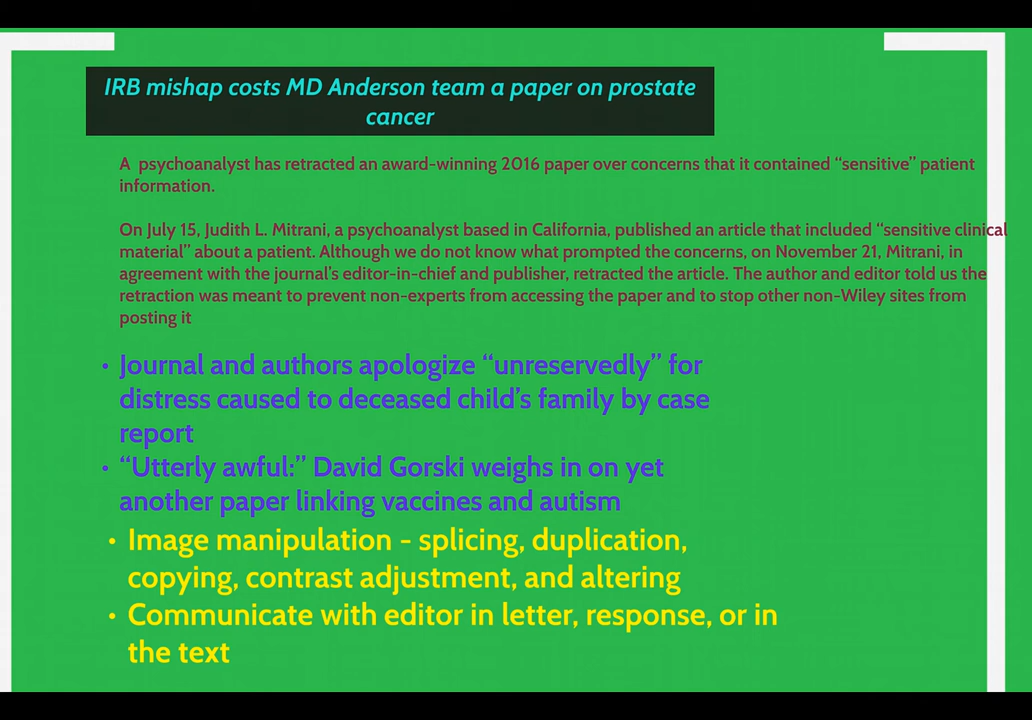 IRB mishap costs MD Anderson team a paper on prostate
cancer
A psychoanalyst has retracted an award-winning 2016 paper over concerns that it contained “sensitive” patient
information.
On July 15, Judith L. Mitrani, a psychoanalyst based in California, published an article that included “sensitive clinical
material” about a patient. Although we do not know what prompted the concerns, on November 21, Mitrani, in
agreement with the journal’s editor-in-chief and publisher, retracted the article. The author and editor told us the
retraction was meant to prevent non-experts from accessing the paper and to stop other non-Wiley sites from
posting it
• Journal and authors apologize “unreservedly” for
distress caused to deceased child’s family by case
report
• “Utterly awful:” David Gorski weighs in on yet
another paper linking vaccines and autism
• Image manipulation - splicing, duplication,
copying, contrast adjustment, and altering
• Communicate with editor in letter, response, or in
the text